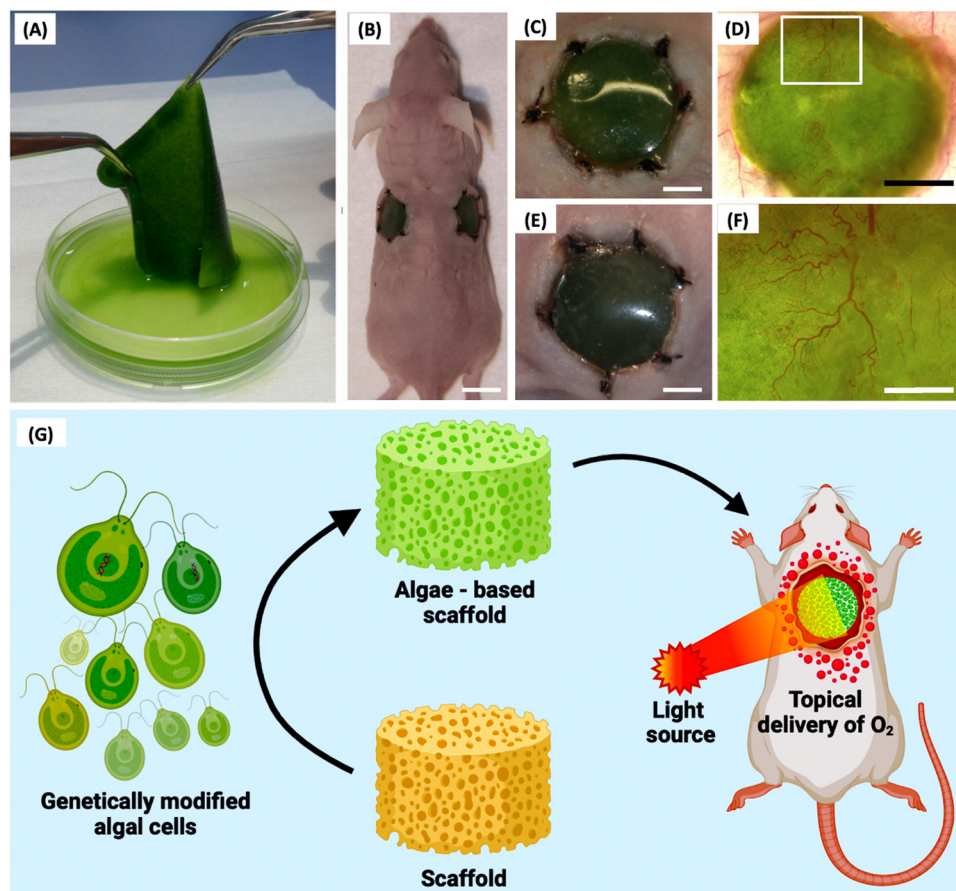 (A)
(B)
(C)
(D)
(E)
(F)
(G)
Algae - based
scaffold
Light
source
Topical
delivery of O₂
Genetically modified
algal cells
Scaffold